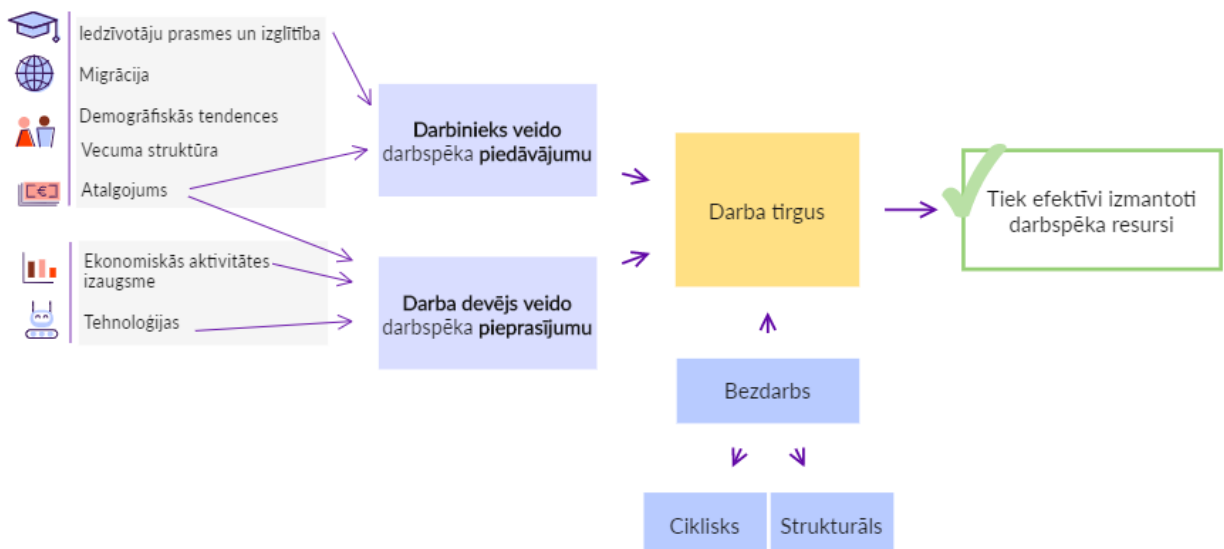 Iedzīvotāju prasmes un izglītība
Migrācija
Demogrāfiskās tendences
Vecuma struktūra
Atalgojums
Ekonomiskās aktivitātes
izaugsme
Tehnoloģijas
Darbinieks veido
darbspēka piedāvājumu
Darba devējs veido
darbspēka pieprasījumu
Darba tirgus
Tiek efektīvi izmantoti
darbspēka resursi
Bezdarbs
Ciklisks
Strukturāls